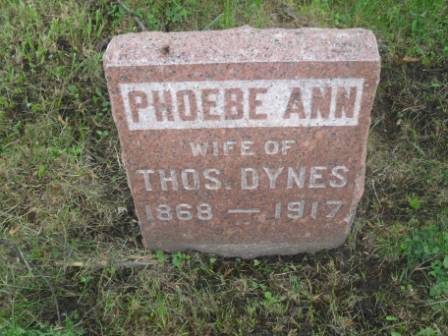 PHOEBE ANN
WIFE OF
THOS. DYNES
1868 — 1917